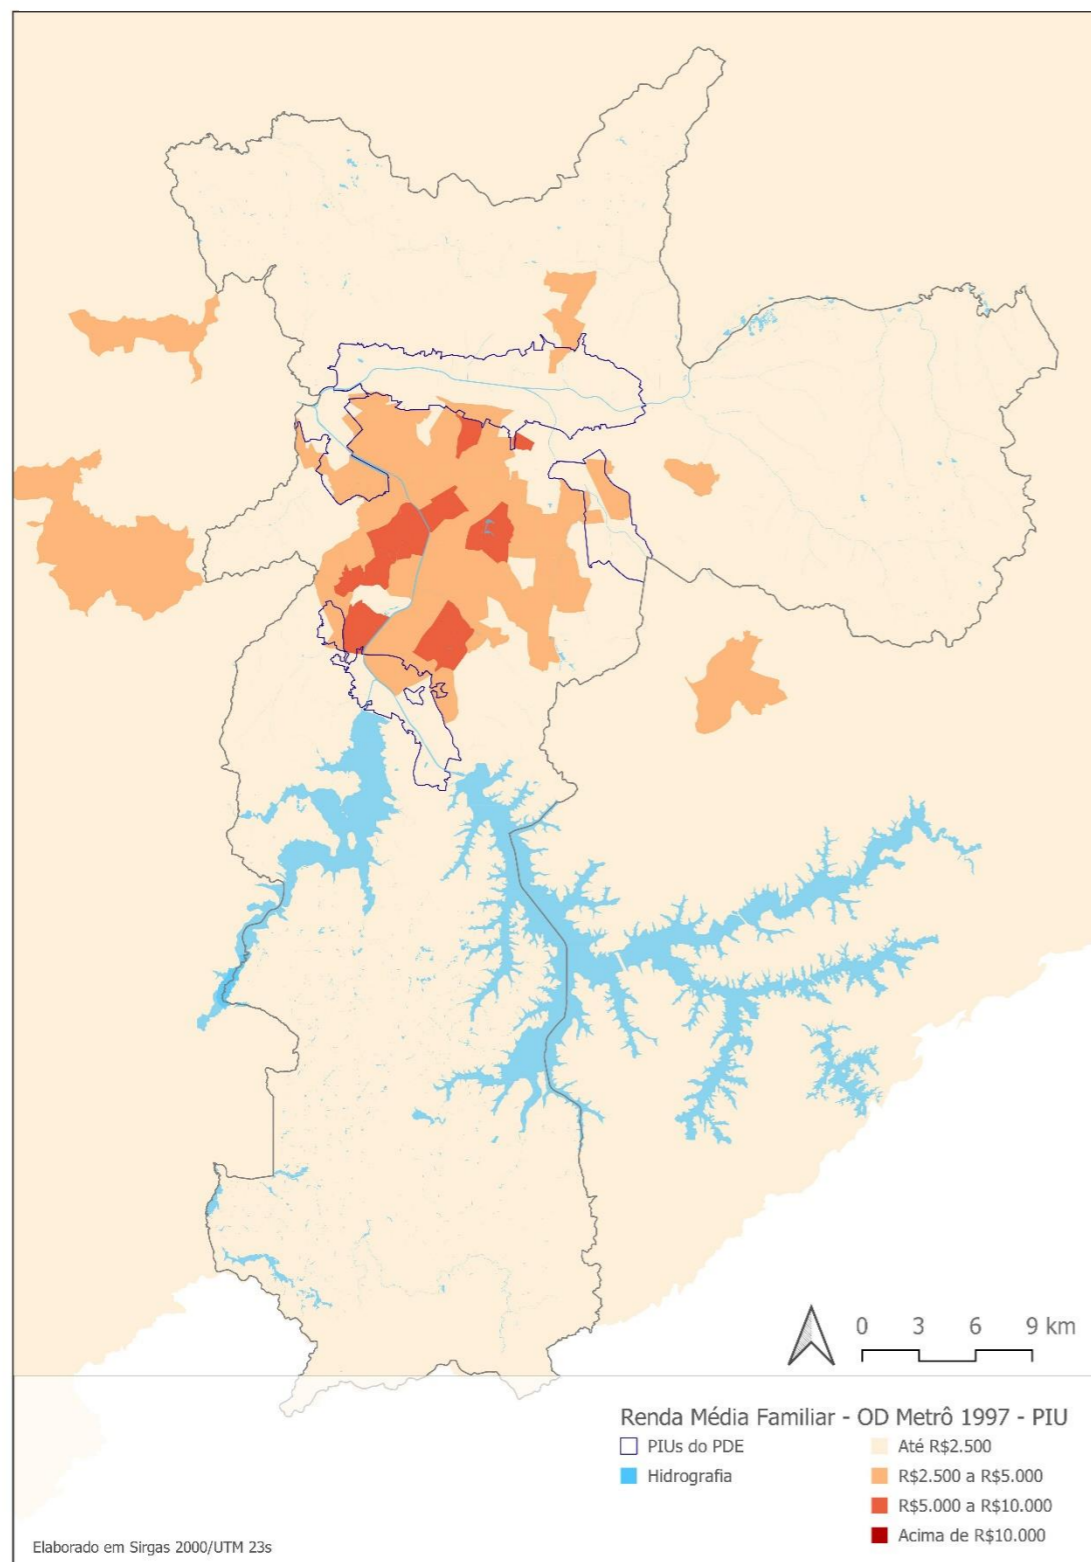 0 3 6 9 km
Renda Média Familiar - OD Metrô 1997 - PIU
PIUs do PDE
Hidrografia
Até R$2.500
R$2.500 a R$5.000
R$5.000 a R$10.000
Acima de R$10.000
Elaborado em Sirgas 2000/UTM 23s